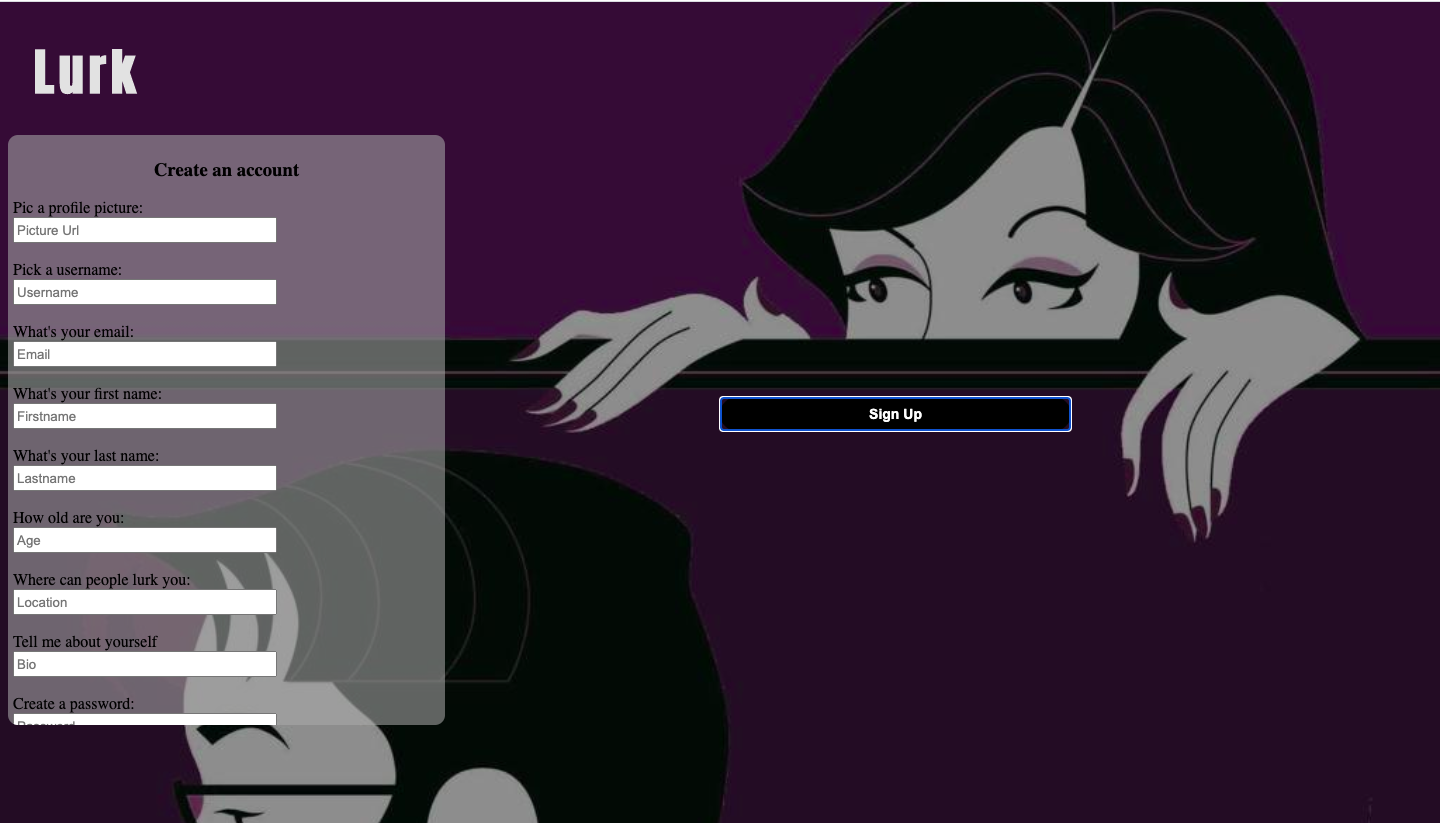 Lurk
Create an account
Pic a profile picture:
Picture Url
Pick a username:
Username
What's your email:
Email
What's your first name:
Firstname
Sign Up
What's your last name:
Lastname
How old are you:
Age
Where can people lurk you:
Location
Tell me about yourself
Bio
Create a password:
Password